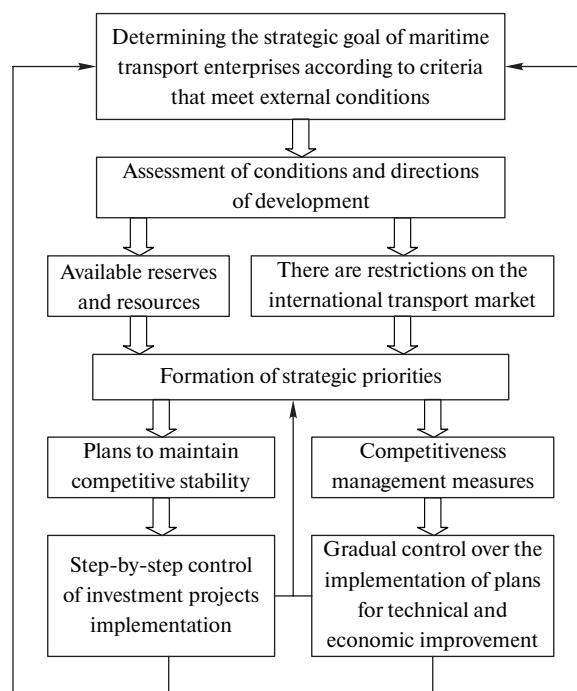 Determining the strategic goal of maritime
transport enterprises according to criteria
that meet external conditions
Assessment of conditions and directions
of development
Available reserves
and resources
There are restrictions on the
international transport market
Formation of strategic priorities
Plans to maintain
competitive stability
Competitiveness
management measures
Step-by-step control
of investment projects
implementation
Gradual control over the
implementation of plans
for technical and
economic improvement